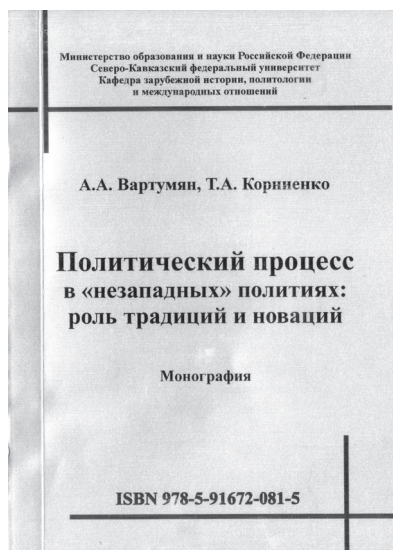 Министерство образования и науки Российской Федерации
Северо-Кавказский федеральный университет
Кафедра зарубежной истории, политологии
и международных отношений
А.А. Вартумян, Т.А. Корниенко
Политический процесс
в «незападных» политиях:
роль традиций и новаций
Монография
ISBN 978-5-91672-081-5